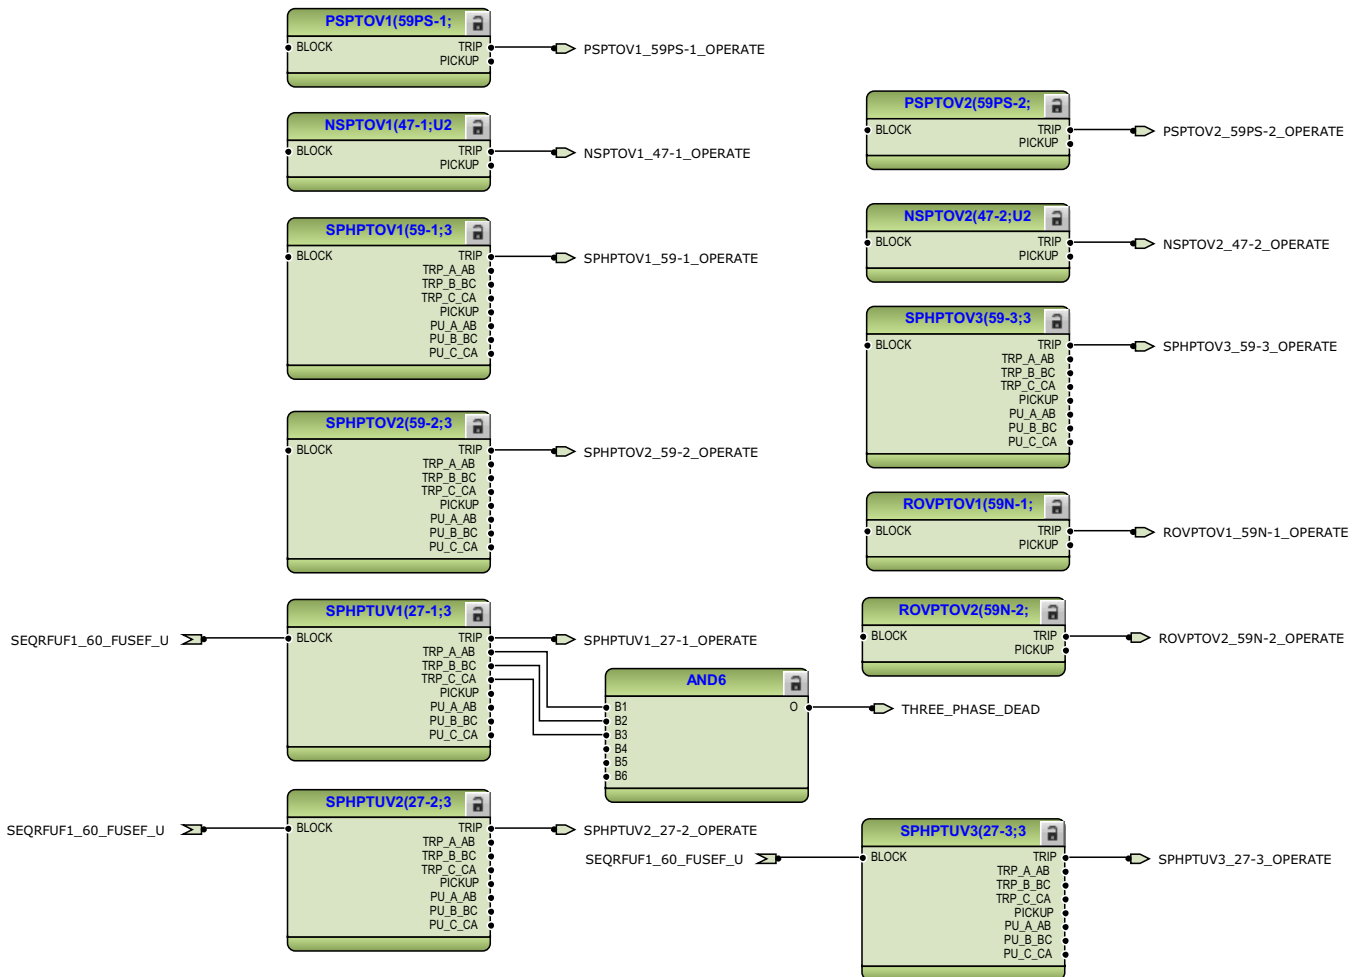 PSPTOV1(59PS-1;
BLOCK
TRIP
PICKUP
PSPTOV1_59PS-1_OPERATE
NSPTOV1(47-1;U2
BLOCK
TRIP
PICKUP
NSPTOV1_47-1_OPERATE
SPHPTOV1(59-1;3
BLOCK
TRIP
TRP_A_AB
TRP_B_BC
TRP_C_CA
PICKUP
PU_A_AB
PU_B_BC
PU_C_CA
SPHPTOV1_59-1_OPERATE
SPHPTOV2(59-2;3
BLOCK
TRIP
TRP_A_AB
TRP_B_BC
TRP_C_CA
PICKUP
PU_A_AB
PU_B_BC
PU_C_CA
SPHPTOV2_59-2_OPERATE
SEQRFUF1_60_FUSEF_U
SPHPTUV1(27-1;3
BLOCK
TRIP
TRP_A_AB
TRP_B_BC
TRP_C_CA
PICKUP
PU_A_AB
PU_B_BC
PU_C_CA
SPHPTUV1_27-1_OPERATE
AND6
B1
B2
B3
B4
B5
B6
O
THREE_PHASE_DEAD
SEQRFUF1_60_FUSEF_U
SPHPTUV2(27-2;3
BLOCK
TRIP
TRP_A_AB
TRP_B_BC
TRP_C_CA
PICKUP
PU_A_AB
PU_B_BC
PU_C_CA
SPHPTUV2_27-2_OPERATE
PSPTOV2(59PS-2;
BLOCK
TRIP
PICKUP
PSPTOV2_59PS-2_OPERATE
NSPTOV2(47-2;U2
BLOCK
TRIP
PICKUP
NSPTOV2_47-2_OPERATE
SPHPTOV3(59-3;3
BLOCK
TRIP
TRP_A_AB
TRP_B_BC
TRP_C_CA
PICKUP
PU_A_AB
PU_B_BC
PU_C_CA
SPHPTOV3_59-3_OPERATE
ROVPTOV1(59N-1;
BLOCK
TRIP
PICKUP
ROVPTOV1_59N-1_OPERATE
ROVPTOV2(59N-2;
BLOCK
TRIP
PICKUP
ROVPTOV2_59N-2_OPERATE
SEQRFUF1_60_FUSEF_U
SPHPTUV3(27-3;3
BLOCK
TRIP
TRP_A_AB
TRP_B_BC
TRP_C_CA
PICKUP
PU_A_AB
PU_B_BC
PU_C_CA
SPHPTUV3_27-3_OPERATE